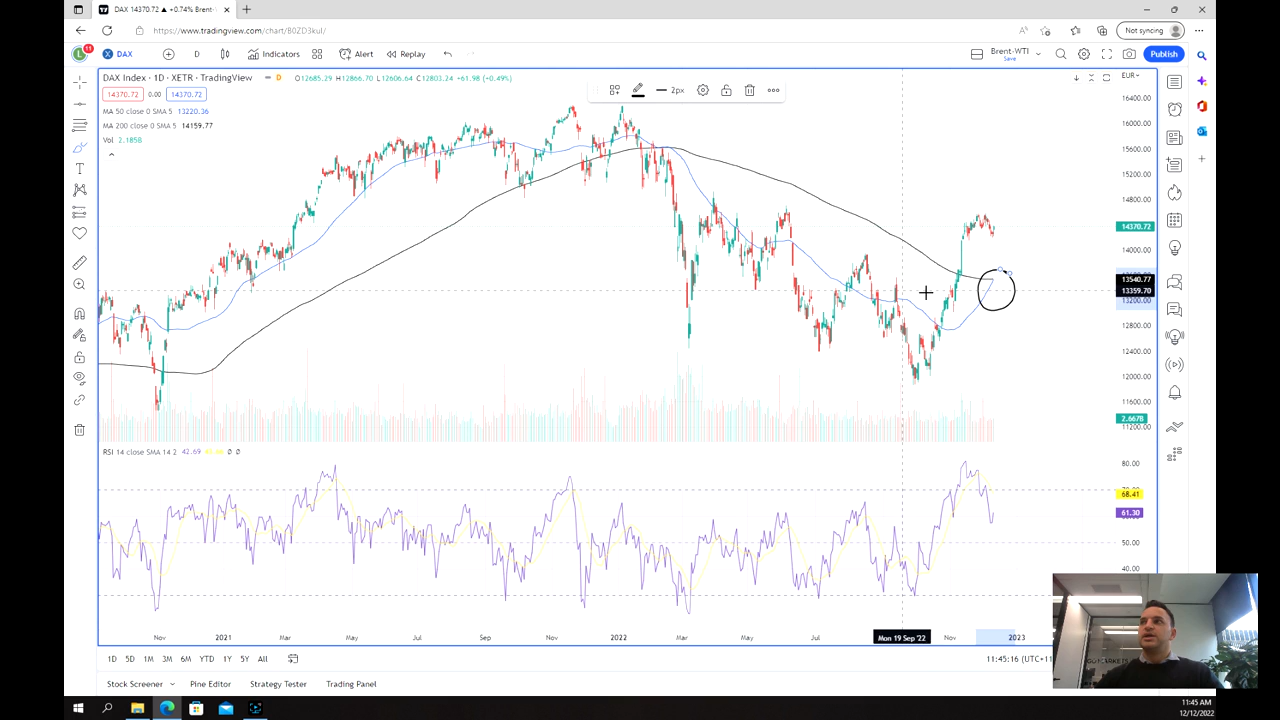 DAX 14370.72 ▲ +0.74% Brent-
https://www.tradingview.com/chart/B0ZD3kul/
Not syncing
11
L
DAX
D
Indicators
Alert
Replay
Brent-WTI
Save
Publish
DAX Index · 1D · XETR · TradingView
D
O12685.29 H12866.70 L12606.64 C12803.24 +61.98 (+0.49%)
EUR
14370.72 0.00 14370.72
2px
MA 50 close 0 SMA 5 13220.36
MA 200 close 0 SMA 5 14159.77
Vol 2.185B
16400.00
16000.00
15600.00
15200.00
14800.00
14370.72
14000.00
13540.77
13359.70
13200.00
12800.00
12400.00
12000.00
11600.00
2.667B
11200.00
RSI 14 close SMA 14 2 42.69
80.00
68.41
61.30
50.00
40.00
Nov 2021 Mar May Jul Sep Nov 2022 Mar May Jul Mon 19 Sep '22 Nov 2023
1D 5D 1M 3M 6M YTD 1Y 5Y All
11:45:16 (UTC+11
Stock Screener Pine Editor Strategy Tester Trading Panel
11:45 AM
12/12/2022